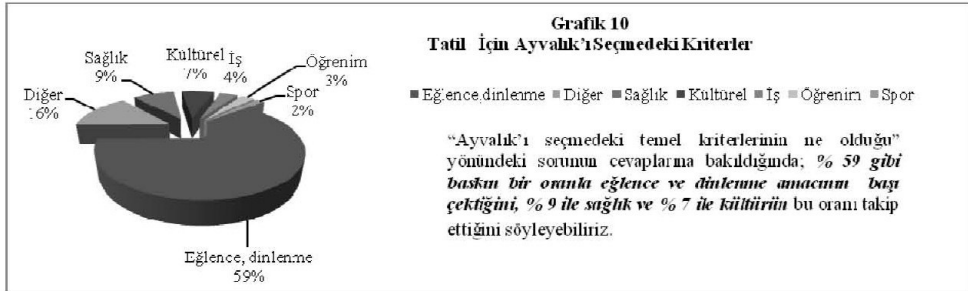 Grafik 10
Tatil İçin Ayvalık’ı Seçmedeki Kriterler
Sağlık
9%
Kültürel
7%
İş
4%
Öğrenim
3%
Spor
2%
Diğer
16%
Eğlence, dinlenme
59%
Eğlence,dinlenme Diğer Sağlık Kültürel İş Öğrenim Spor
“Ayvalık’ı seçmedeki temel kriterlerinin ne olduğu”
yönündeki sorunun cevaplarına bakıldığında; % 59 gibi
baskın bir oranla eğlence ve dinlenme amacının başı
çektiğini, % 9 ile sağlık ve % 7 ile kültürün bu oranı takip
ettiğini söyleyebiliriz.